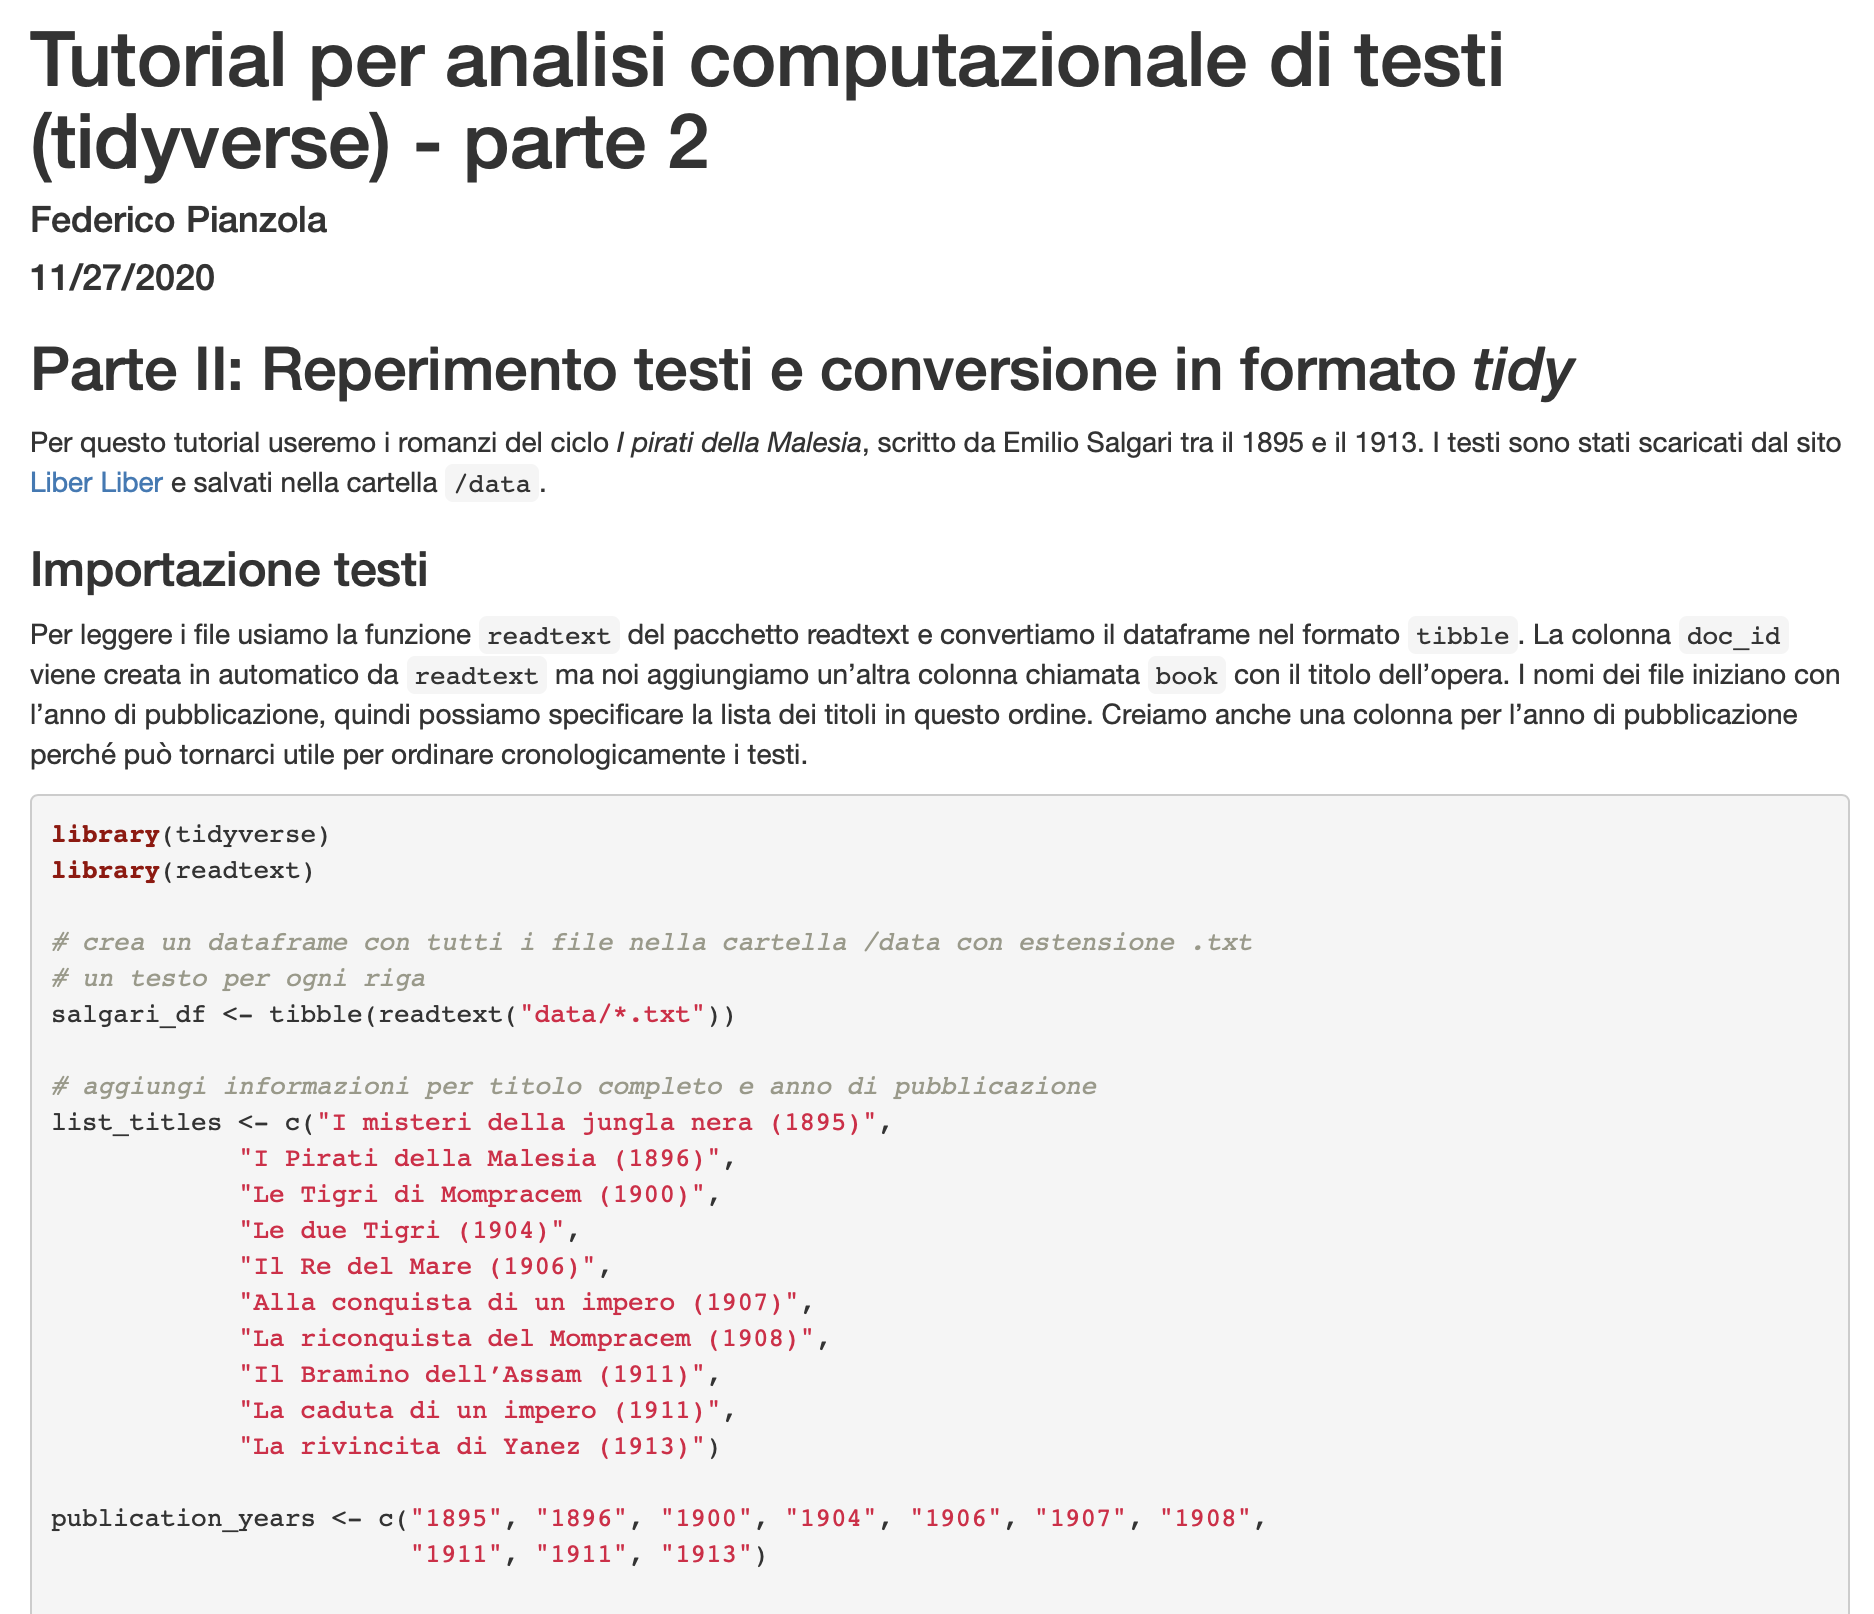 Tutorial per analisi computazionale di testi
(tidyverse) - parte 2
Federico Pianzola
11/27/2020
Parte II: Reperimento testi e conversione in formato tidy
Per questo tutorial useremo i romanzi del ciclo I pirati della Malesia, scritto da Emilio Salgari tra il 1895 e il 1913. I testi sono stati scaricati dal sito
Liber Liber e salvati nella cartella /data.
Importazione testi
Per leggere i file usiamo la funzione readtext del pacchetto readtext e convertiamo il dataframe nel formato tibble. La colonna doc_id
viene creata in automatico da readtext ma noi aggiungiamo un’altra colonna chiamata book con il titolo dell’opera. I nomi dei file iniziano con
l’anno di pubblicazione, quindi possiamo specificare la lista dei titoli in questo ordine. Creiamo anche una colonna per l’anno di pubblicazione
perché può tornarci utile per ordinare cronologicamente i testi.
library(tidyverse)
library(readtext)
# crea un dataframe con tutti i file nella cartella /data con estensione .txt
# un testo per ogni riga
salgari_df <- tibble(readtext("data/*.txt"))
# aggiungi informazioni per titolo completo e anno di pubblicazione
list_titles <- c("I misteri della jungla nera (1895)",
"I Pirati della Malesia (1896)",
"Le Tigri di Mompracem (1900)",
"Le due Tigri (1904)",
"Il Re del Mare (1906)",
"Alla conquista di un impero (1907)",
"La riconquista del Mompracem (1908)",
"Il Bramino dell’Assam (1911)",
"La caduta di un impero (1911)",
"La rivincita di Yanez (1913)")
publication_years <- c("1895", "1896", "1900", "1904", "1906", "1907", "1908",
"1911", "1911", "1913")